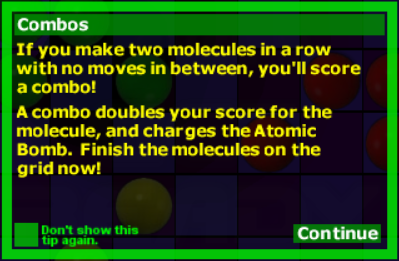 Combos
If you make two molecules in a row
with no moves in between, you'll score
a combo!
A combo doubles your score for the
molecule, and charges the Atomic
Bomb. Finish the molecules on the
grid now!
Don't show this
tip again.
Continue